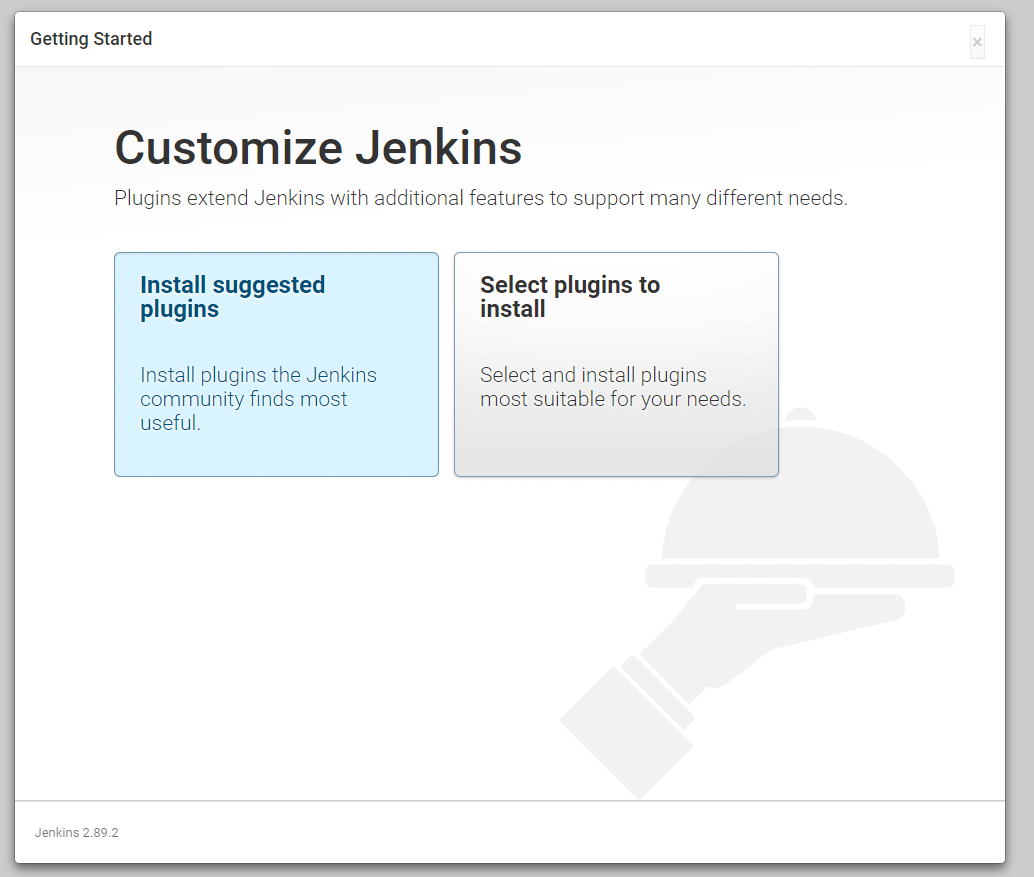 Getting Started
×
Customize Jenkins
Plugins extend Jenkins with additional features to support many different needs.
Install suggested
plugins
Install plugins the Jenkins
community finds most
useful.
Select plugins to
install
Select and install plugins
most suitable for your needs.
Jenkins 2.89.2